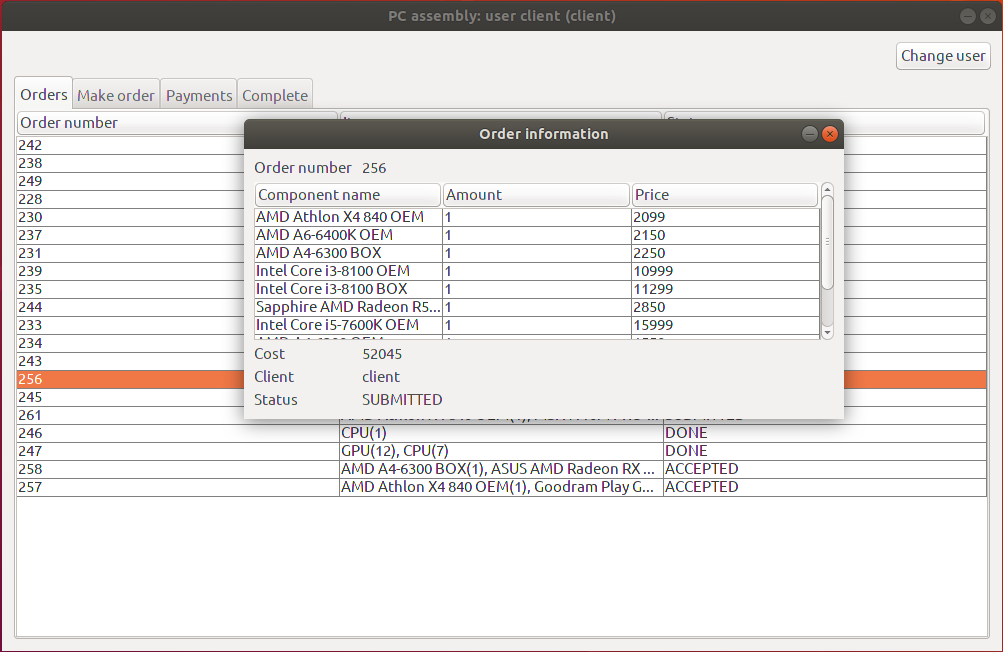 PC assembly: user client (client)
Change user
Orders Make order Payments Complete
Order number
242
238
249
228
230
237
231
239
235
244
233
234
243
256
245
261
246 CPU(1) DONE
247 GPU(12), CPU(7) DONE
258 AMD A4-6300 BOX(1), ASUS AMD Radeon RX ... ACCEPTED
257 AMD Athlon X4 840 OEM(1), Goodram Play G... ACCEPTED
Order information
Order number 256
Component name Amount Price
AMD Athlon X4 840 OEM 1 2099
AMD A6-6400K OEM 1 2150
AMD A4-6300 BOX 1 2250
Intel Core i3-8100 OEM 1 10999
Intel Core i3-8100 BOX 1 11299
Sapphire AMD Radeon R5... 1 2850
Intel Core i5-7600K OEM 1 15999
Cost 52045
Client client
Status SUBMITTED